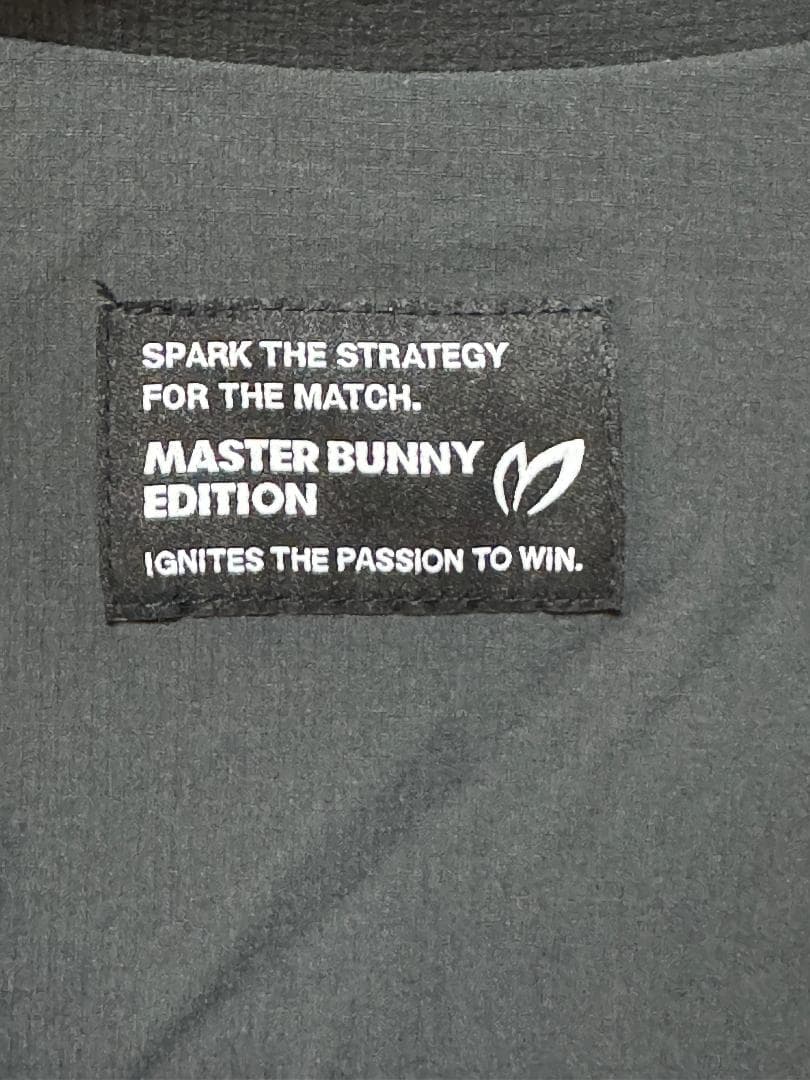 SPARK THE STRATEGY
FOR THE MATCH.
MASTER BUNNY
EDITION
IGNITES THE PASSION TO WIN.